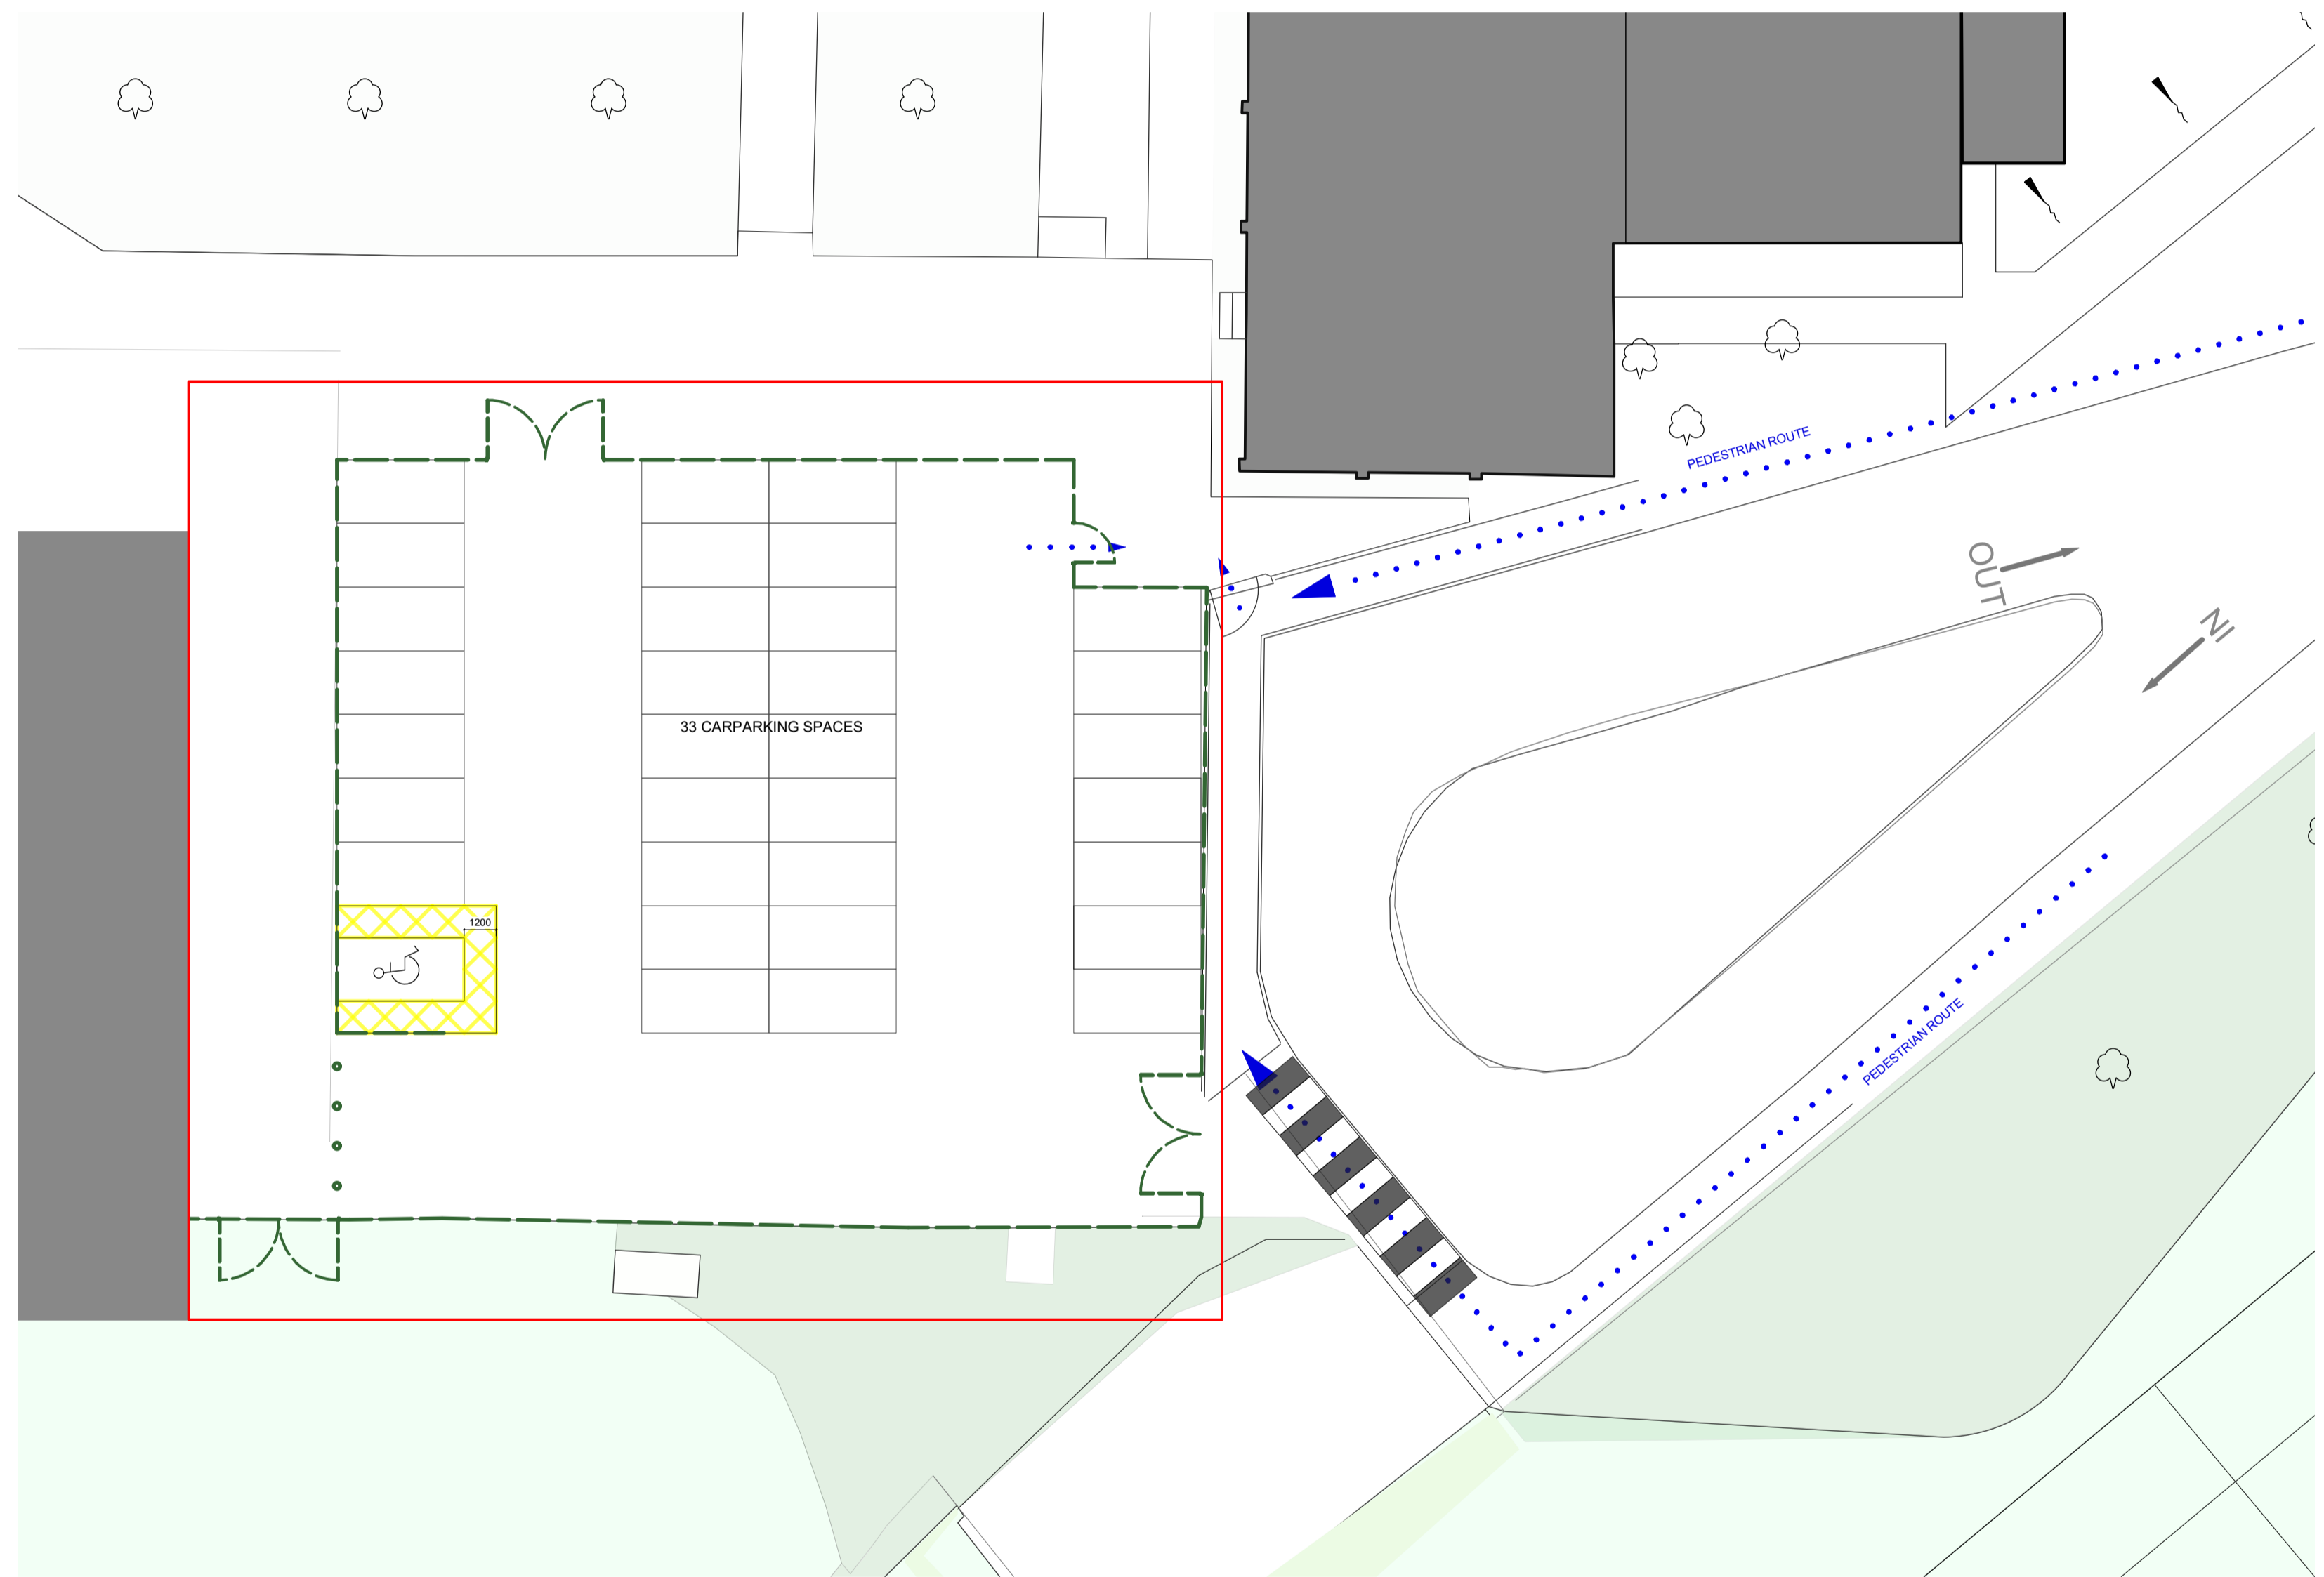 PEDESTRIAN ROUTE
OUT
IN
33 CARPARKING SPACES
1200
PEDESTRIAN ROUTE